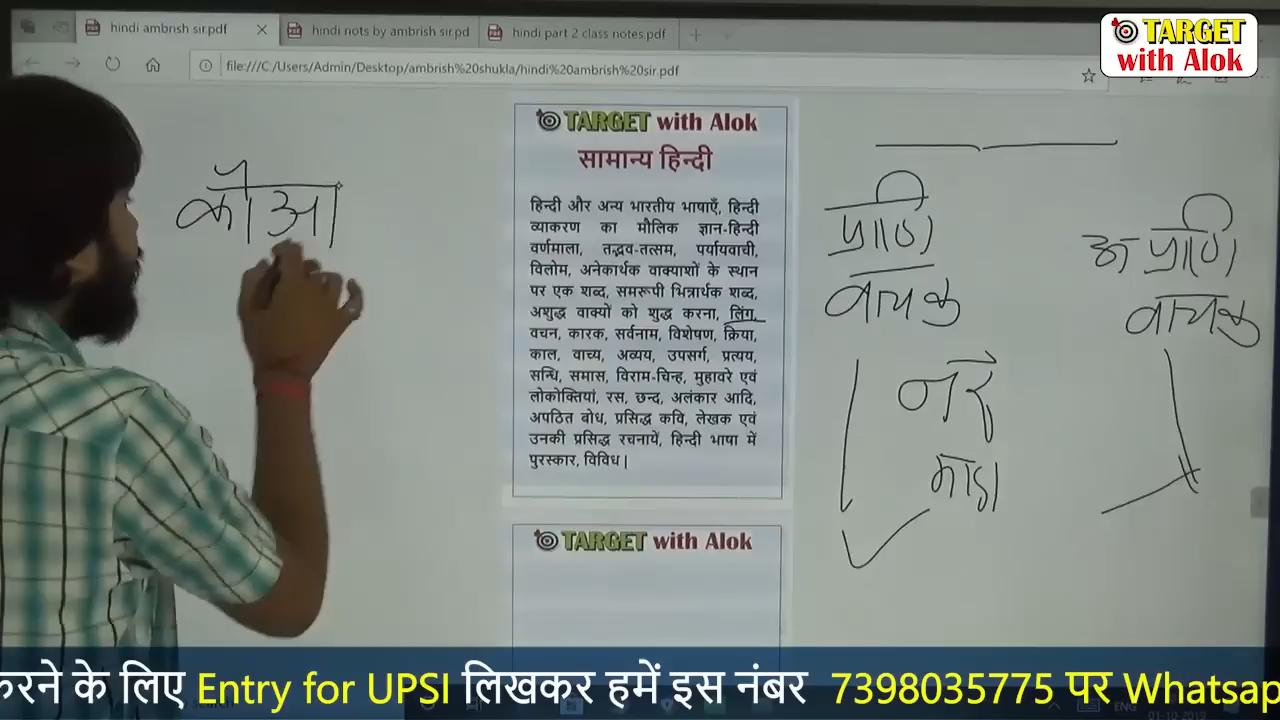 hindi ambrish sir.pdf
hindi nots by ambrish sir.pd
hindi part 2 class notes.pdf
file:///C:/Users/Admin/Desktop/ambrish%20shukla/hindi%20ambrish%20sir.pdf
TARGET
with Alok
TARGET with Alok
सामान्य हिन्दी
हिन्दी और अन्य भारतीय भाषाएँ, हिन्दी
व्याकरण का मौलिक ज्ञान-हिन्दी
वर्णमाला, तद्भव-तत्सम, पर्यायवाची,
विलोम, अनेकार्थक वाक्याशों के स्थान
पर एक शब्द, समरूपी भिन्नार्थक शब्द,
अशुद्ध वाक्यों को शुद्ध करना, लिंग,
वचन, कारक, सर्वनाम, विशेषण, क्रिया,
काल, वाच्य, अव्यय, उपसर्ग, प्रत्यय,
सन्धि, समास, विराम-चिन्ह, मुहावरे एवं
लोकोक्तियां, रस, छन्द, अलंकार आदि,
अपठित बोध, प्रसिद्ध कवि, लेखक एवं
उनकी प्रसिद्ध रचनायें, हिन्दी भाषा में
पुरस्कार, विविध|
TARGET with Alok
कौआ
प्राणि
वाचक
नर
मादा
अप्राणि
वाचक
करने के लिए Entry for UPSI लिखकर हमें इस नंबर 7398035775 पर Whatsap
ENG
01-10-2019